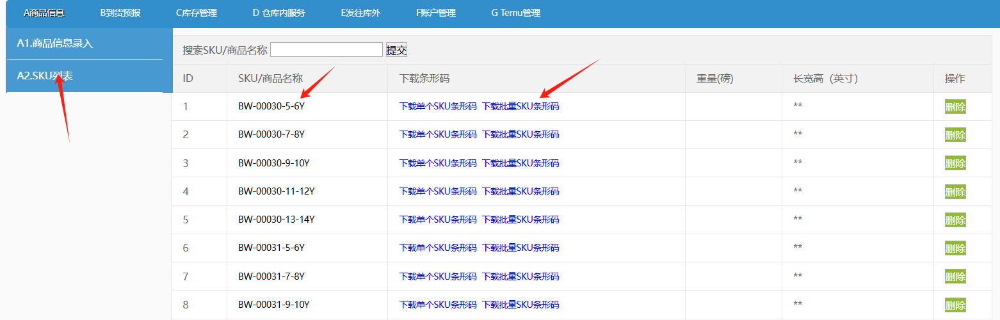 A商品信息 B到货预报 C库存管理 D 仓库内服务 E发往库外 F账户管理 G Temu管理
A1.商品信息录入
A2.SKU列表
搜索SKU/商品名称 提交
ID SKU/商品名称 下载条形码 重量(磅) 长宽高（英寸） 操作
1 BW-00030-5-6Y 下载单个SKU条形码 下载批量SKU条形码 ** 删除
2 BW-00030-7-8Y 下载单个SKU条形码 下载批量SKU条形码 ** 删除
3 BW-00030-9-10Y 下载单个SKU条形码 下载批量SKU条形码 ** 删除
4 BW-00030-11-12Y 下载单个SKU条形码 下载批量SKU条形码 ** 删除
5 BW-00030-13-14Y 下载单个SKU条形码 下载批量SKU条形码 ** 删除
6 BW-00031-5-6Y 下载单个SKU条形码 下载批量SKU条形码 ** 删除
7 BW-00031-7-8Y 下载单个SKU条形码 下载批量SKU条形码 ** 删除
8 BW-00031-9-10Y 下载单个SKU条形码 下载批量SKU条形码 ** 删除